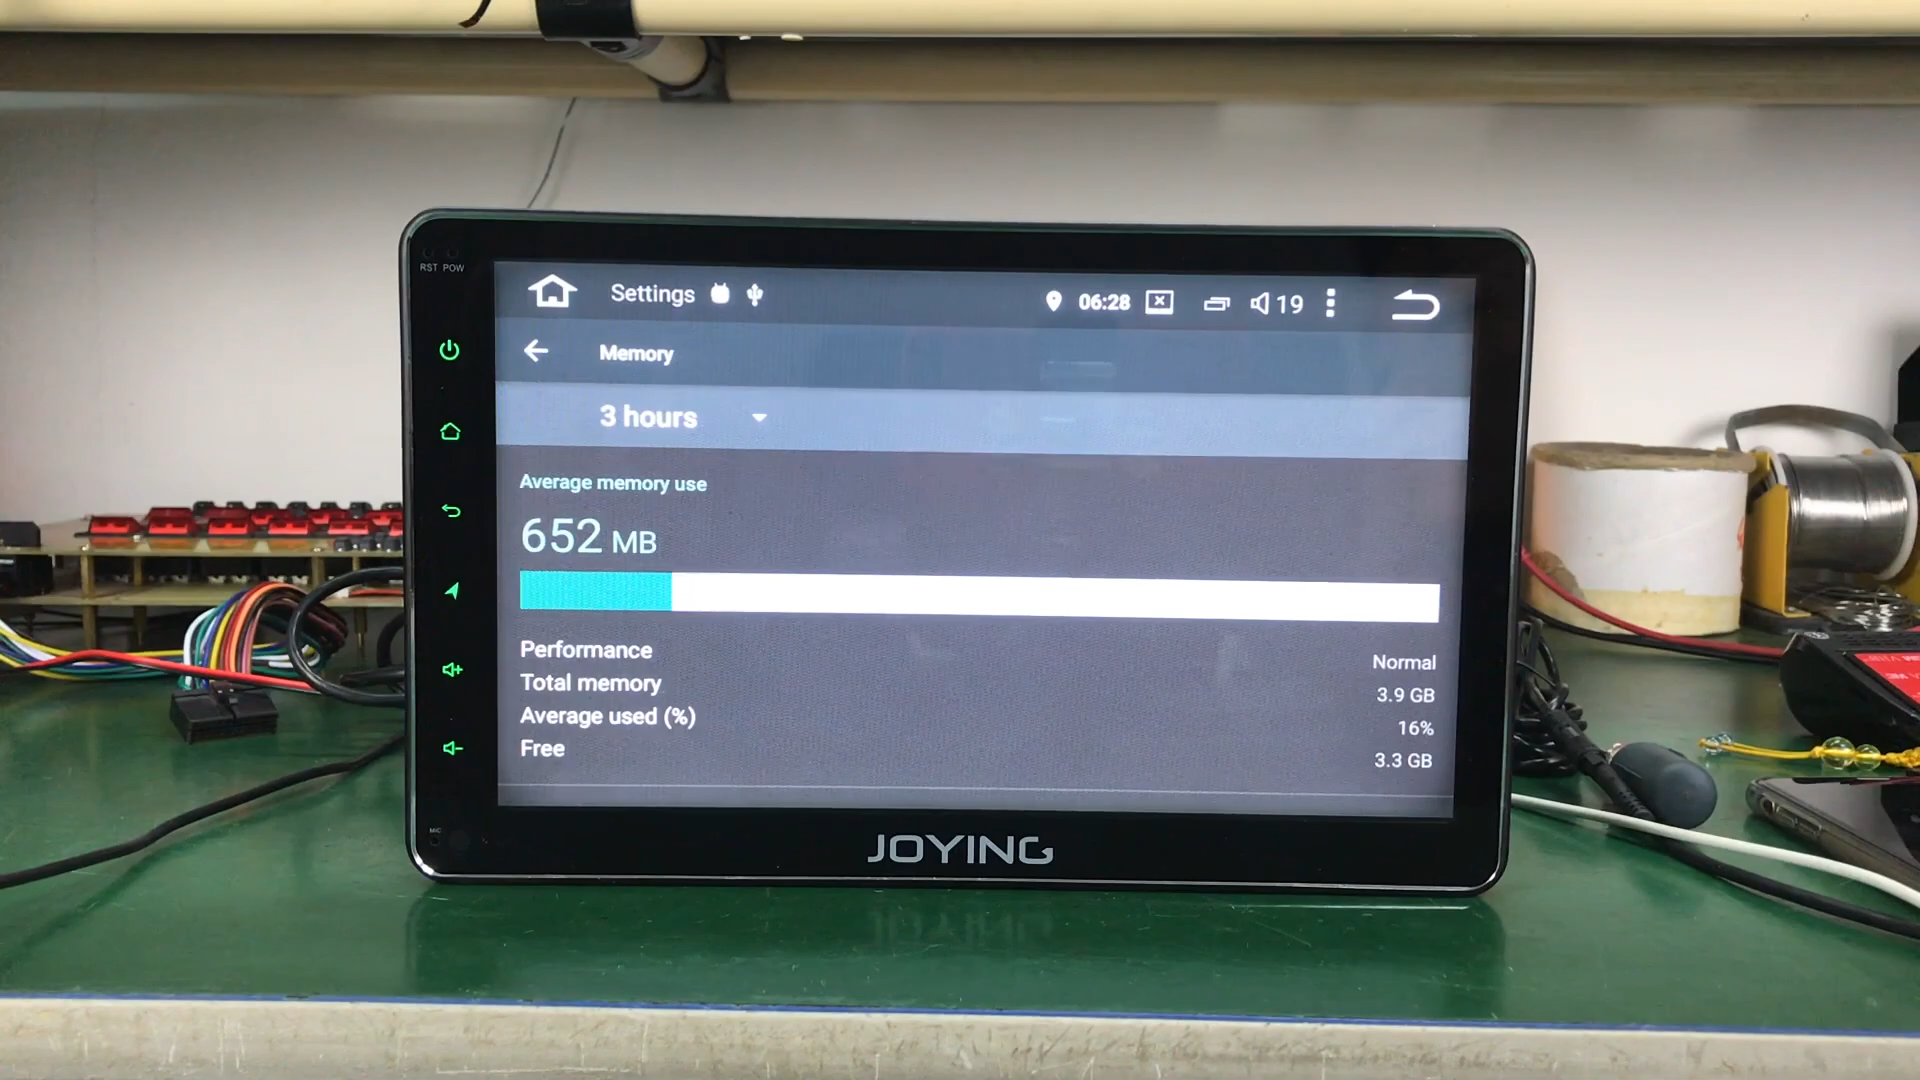 RST POW
Settings 06:28 19
Memory
3 hours
Average memory use
652 MB
Performance Normal
Total memory 3.9 GB
Average used (%) 16%
Free 3.3 GB
MIC
JOYING